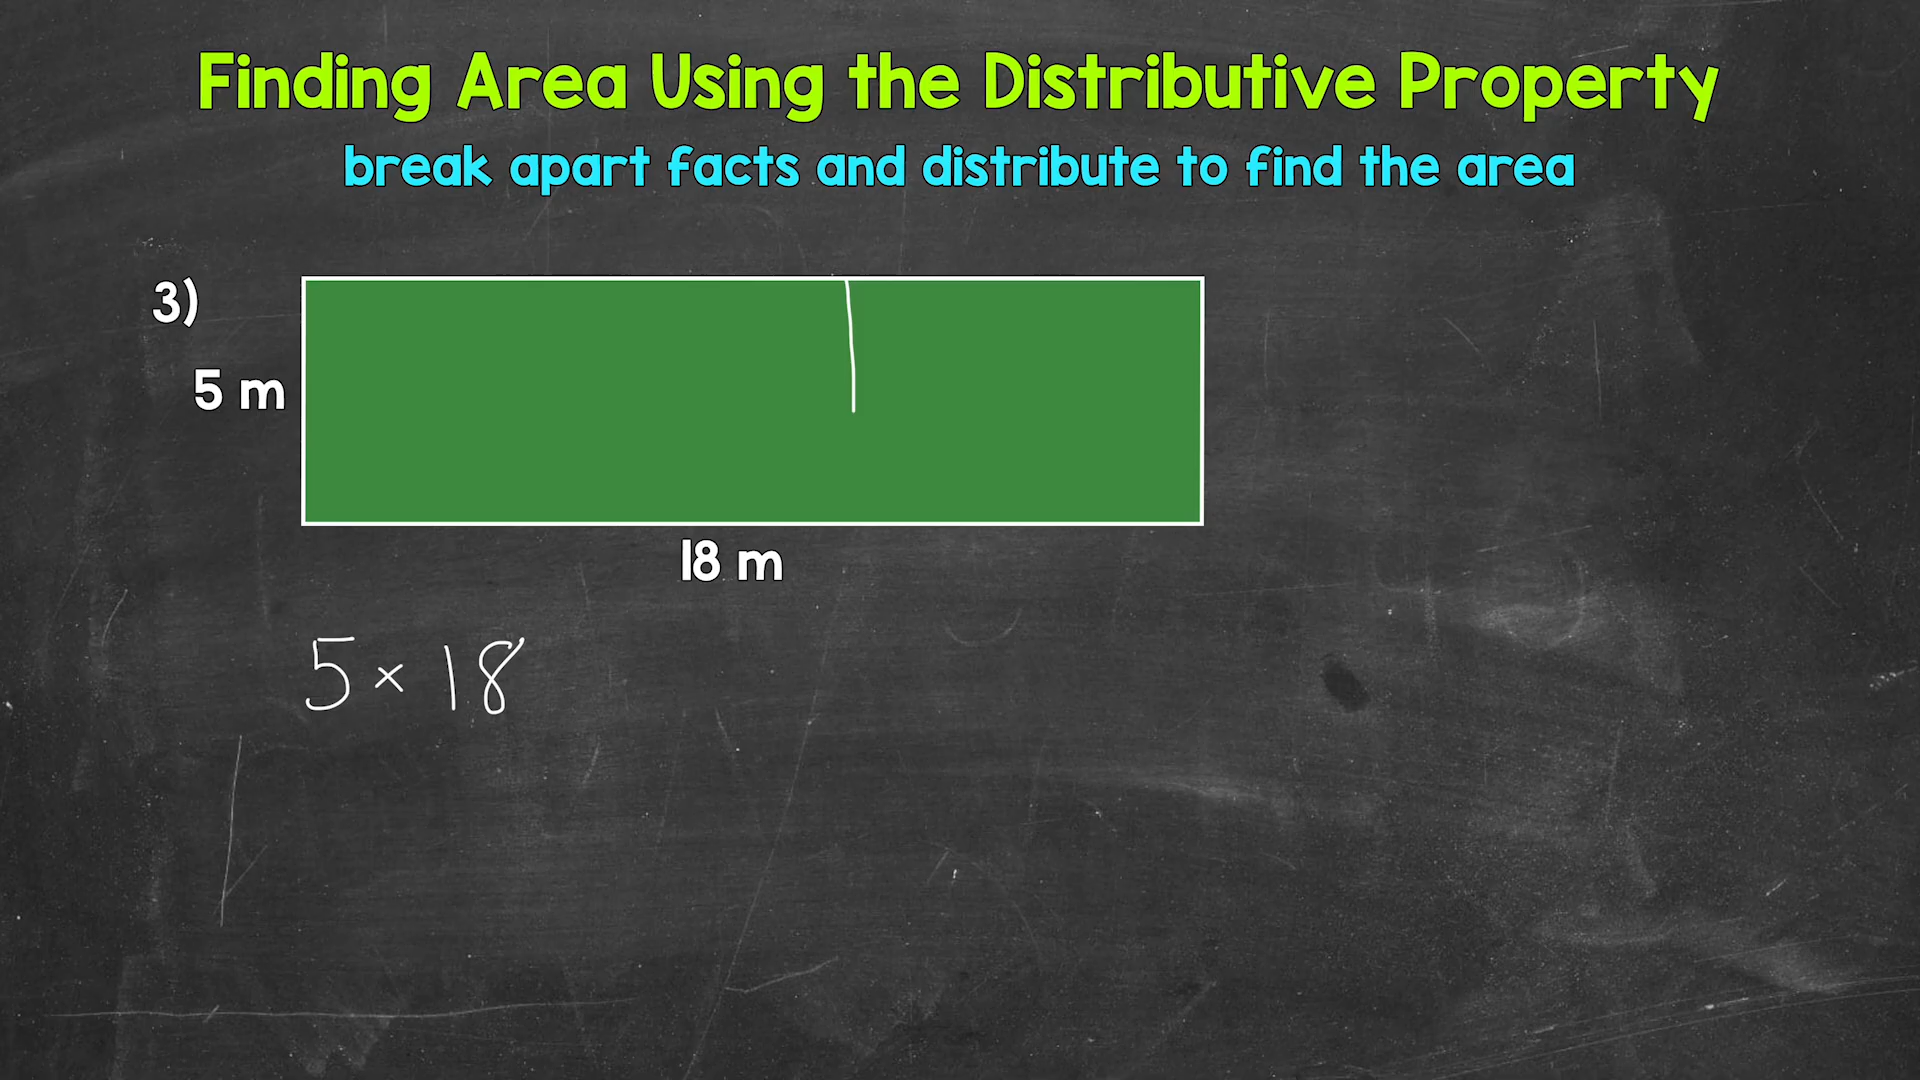 Finding Area Using the Distributive Property
break apart facts and distribute to find the area
3)
5 m
18 m
5 × 18